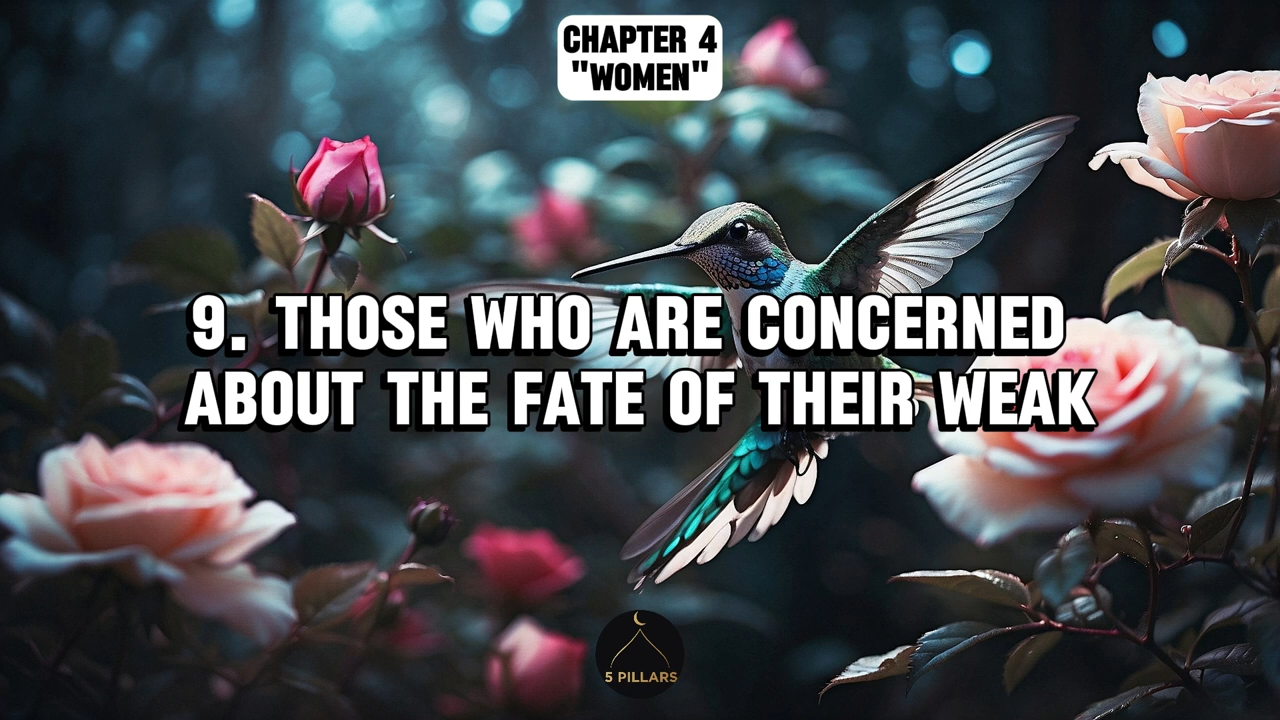 CHAPTER 4
"WOMEN"
9. THOSE WHO ARE CONCERNED
ABOUT THE FATE OF THEIR WEAK
5 PILLARS